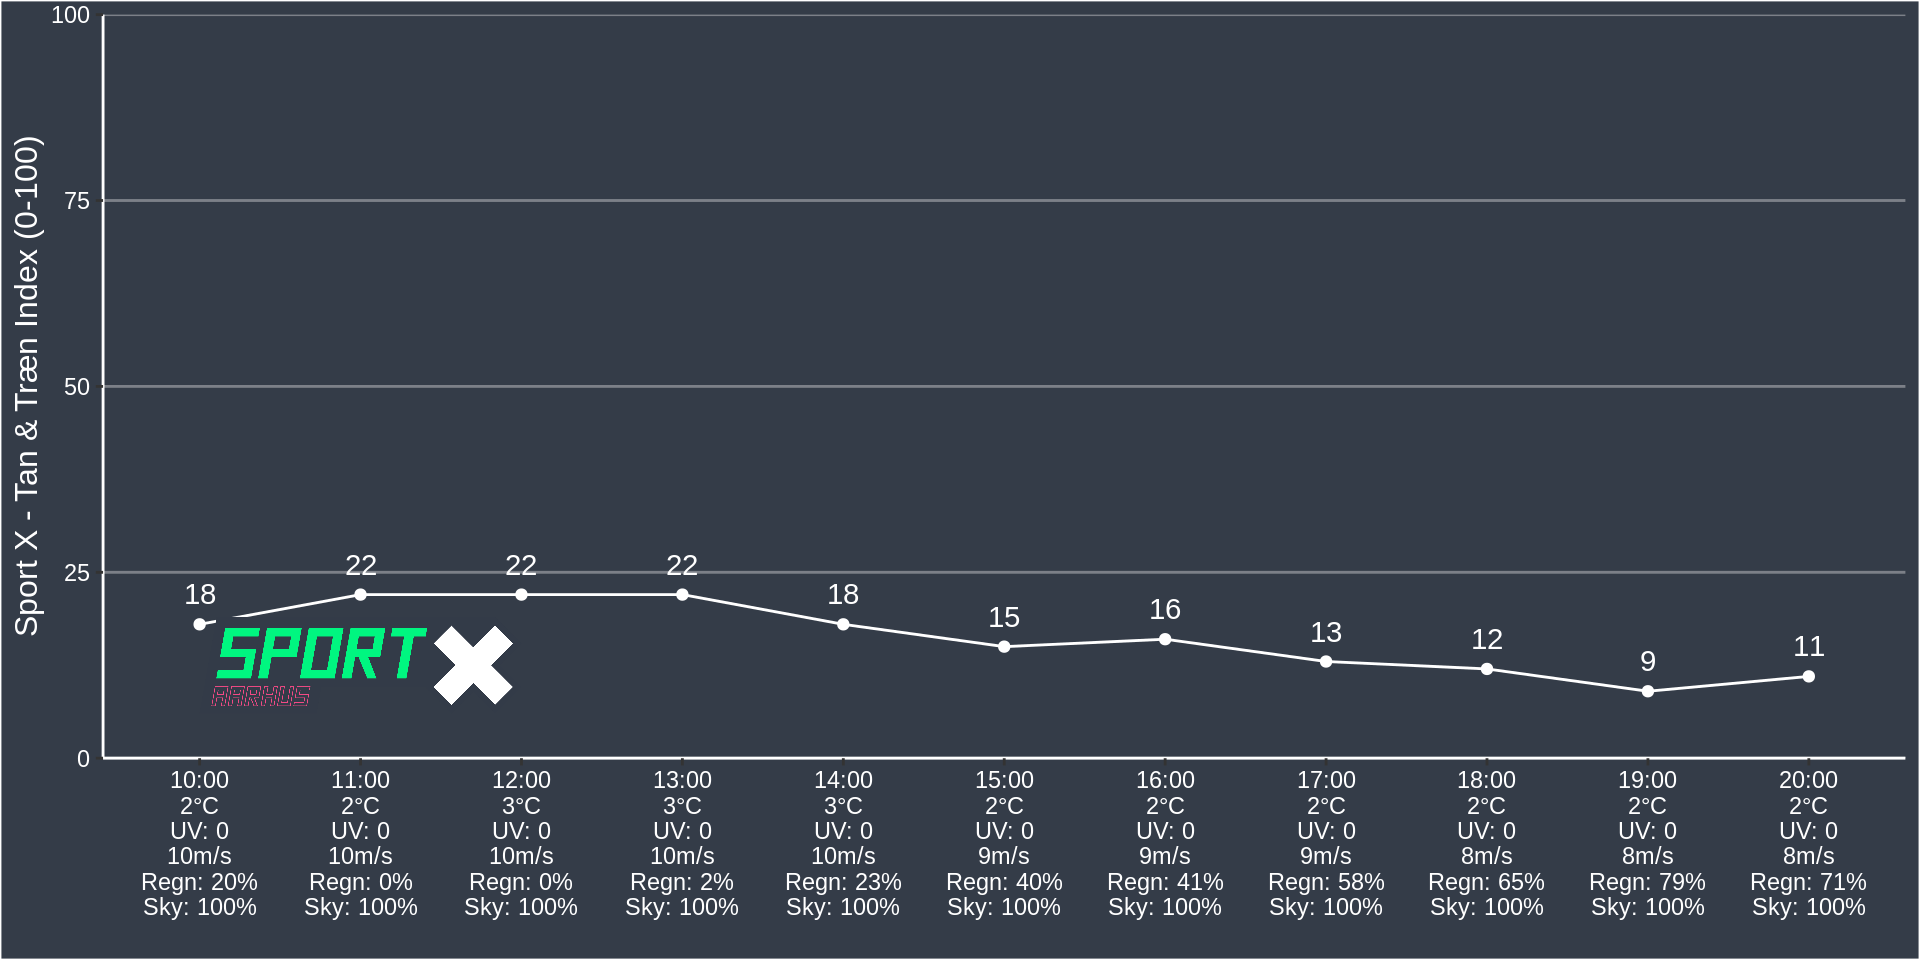 Sport X - Tan & Træn Index (0-100)
100
75
50
25
0
18
22
22
22
18
15
16
13
12
9
11
SPORT X
AARHUS
10:00 11:00 12:00 13:00 14:00 15:00 16:00 17:00 18:00 19:00 20:00
2°C 2°C 3°C 3°C 3°C 2°C 2°C 2°C 2°C 2°C 2°C
UV: 0 UV: 0 UV: 0 UV: 0 UV: 0 UV: 0 UV: 0 UV: 0 UV: 0 UV: 0 UV: 0
10m/s 10m/s 10m/s 10m/s 10m/s 9m/s 9m/s 9m/s 8m/s 8m/s 8m/s
Regn: 20% Regn: 0% Regn: 0% Regn: 2% Regn: 23% Regn: 40% Regn: 41% Regn: 58% Regn: 65% Regn: 79% Regn: 71%
Sky: 100% Sky: 100% Sky: 100% Sky: 100% Sky: 100% Sky: 100% Sky: 100% Sky: 100% Sky: 100% Sky: 100% Sky: 100%